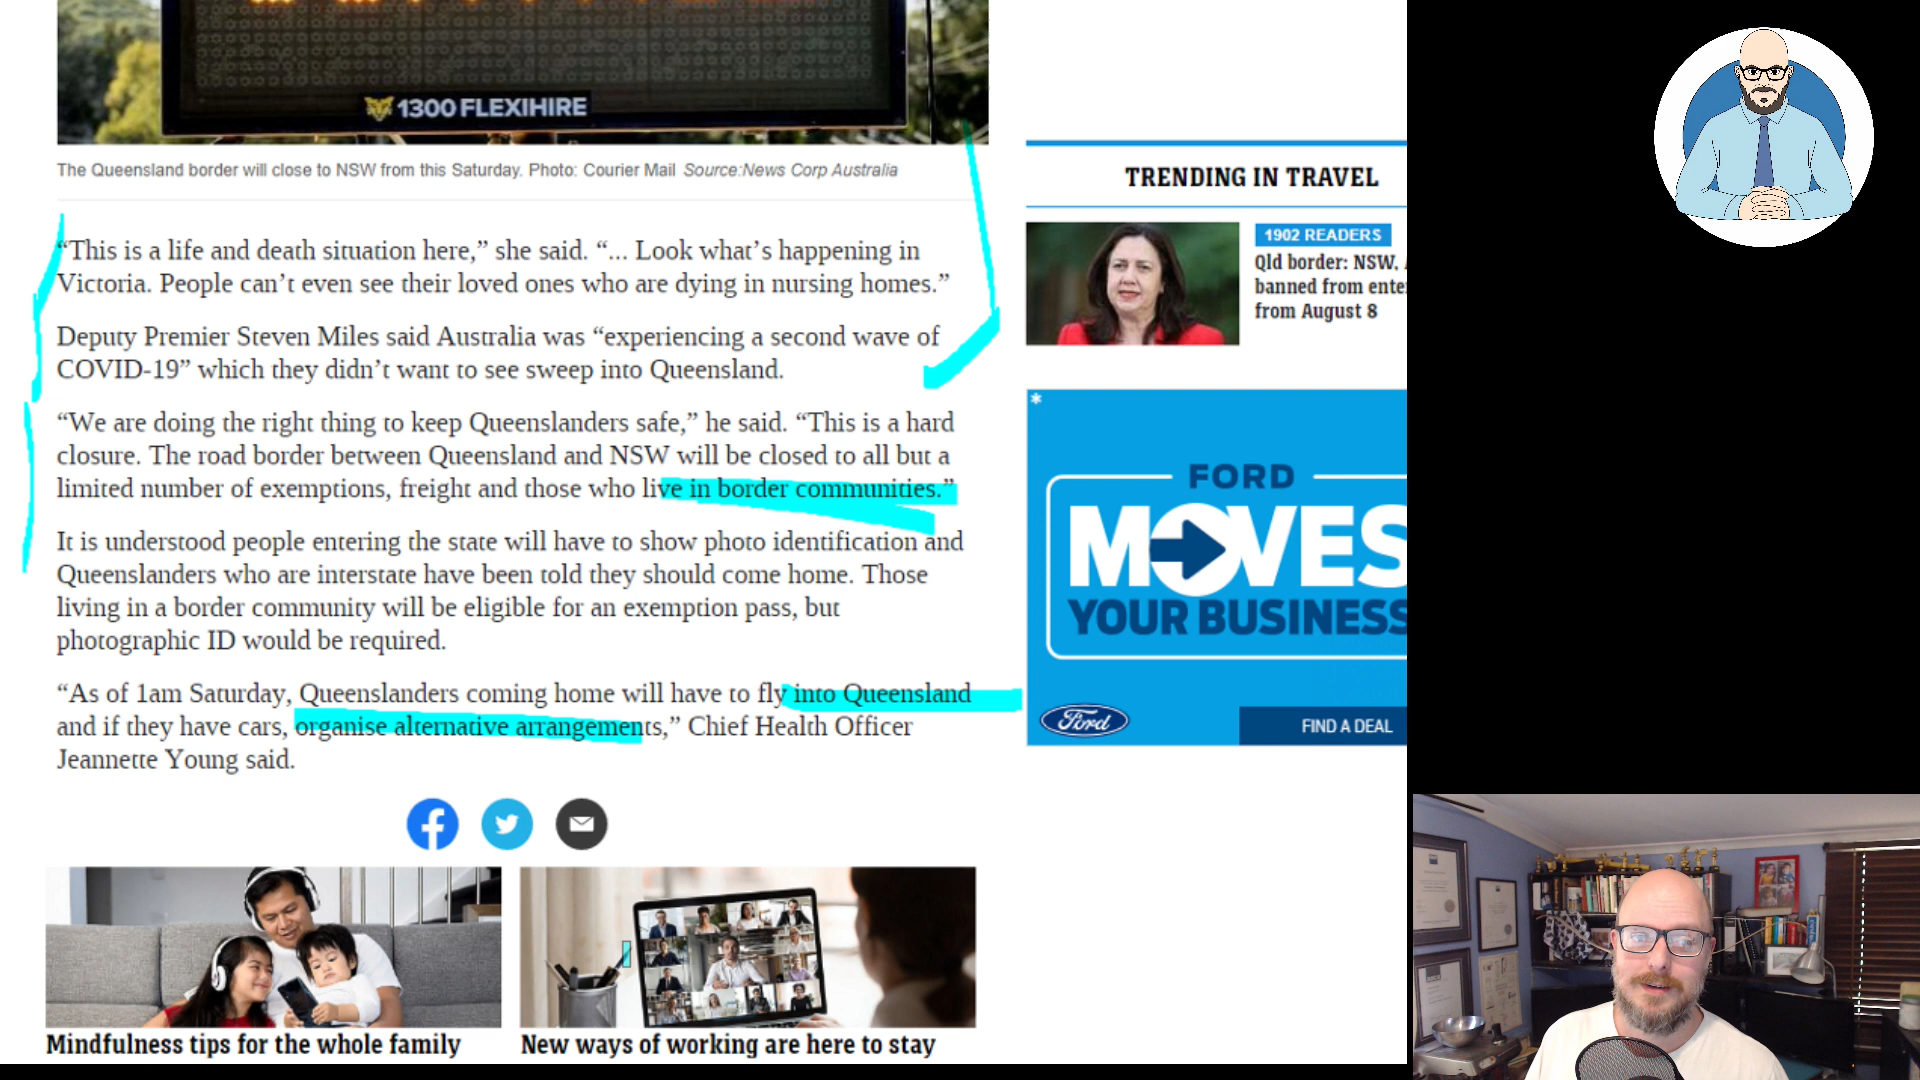 1300 FLEXIHIRE
The Queensland border will close to NSW from this Saturday. Photo: Courier Mail Source:News Corp Australia
“This is a life and death situation here,” she said. “... Look what’s happening in
Victoria. People can’t even see their loved ones who are dying in nursing homes.”
Deputy Premier Steven Miles said Australia was “experiencing a second wave of
COVID-19” which they didn’t want to see sweep into Queensland.
“We are doing the right thing to keep Queenslanders safe,” he said. “This is a hard
closure. The road border between Queensland and NSW will be closed to all but a
limited number of exemptions, freight and those who live in border communities.”
It is understood people entering the state will have to show photo identification and
Queenslanders who are interstate have been told they should come home. Those
living in a border community will be eligible for an exemption pass, but
photographic ID would be required.
“As of 1am Saturday, Queenslanders coming home will have to fly into Queensland
and if they have cars, organise alternative arrangements,” Chief Health Officer
Jeannette Young said.
Mindfulness tips for the whole family
New ways of working are here to stay
TRENDING IN TRAVEL
1902 READERS
Qld border: NSW,
banned from ente
from August 8
*
FORD
MOVES
YOUR BUSINESS
Ford
FIND A DEAL